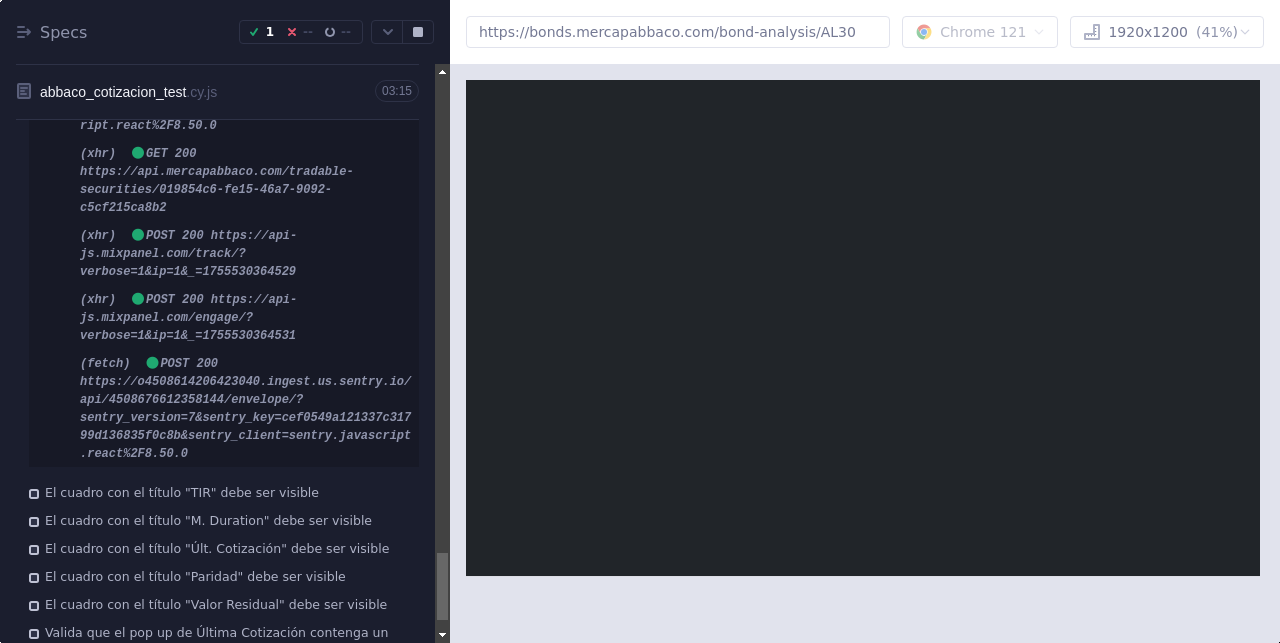 Specs
1
--
--
https://bonds.mercapabbaco.com/bond-analysis/AL30
Chrome 121
1920x1200 (41%)
abbaco_cotizacion_test.cy.js
03:15
ript.react%2F8.50.0
(xhr) GET 200
https://api.mercapabbaco.com/tradable-
securities/019854c6-fe15-46a7-9092-
c5cf215ca8b2
(xhr) POST 200 https://api-
js.mixpanel.com/track/?
verbose=1&ip=1&_=1755530364529
(xhr) POST 200 https://api-
js.mixpanel.com/engage/?
verbose=1&ip=1&_=1755530364531
(fetch) POST 200
https://o4508614206423040.ingest.us.sentry.io/
api/4508676612358144/envelope/?
sentry_version=7&sentry_key=cef0549a121337c317
99d136835f0c8b&sentry_client=sentry.javascript
.react%2F8.50.0
El cuadro con el título "TIR" debe ser visible
El cuadro con el título "M. Duration" debe ser visible
El cuadro con el título "Últ. Cotización" debe ser visible
El cuadro con el título "Paridad" debe ser visible
El cuadro con el título "Valor Residual" debe ser visible
Valida que el pop up de Última Cotización contenga un